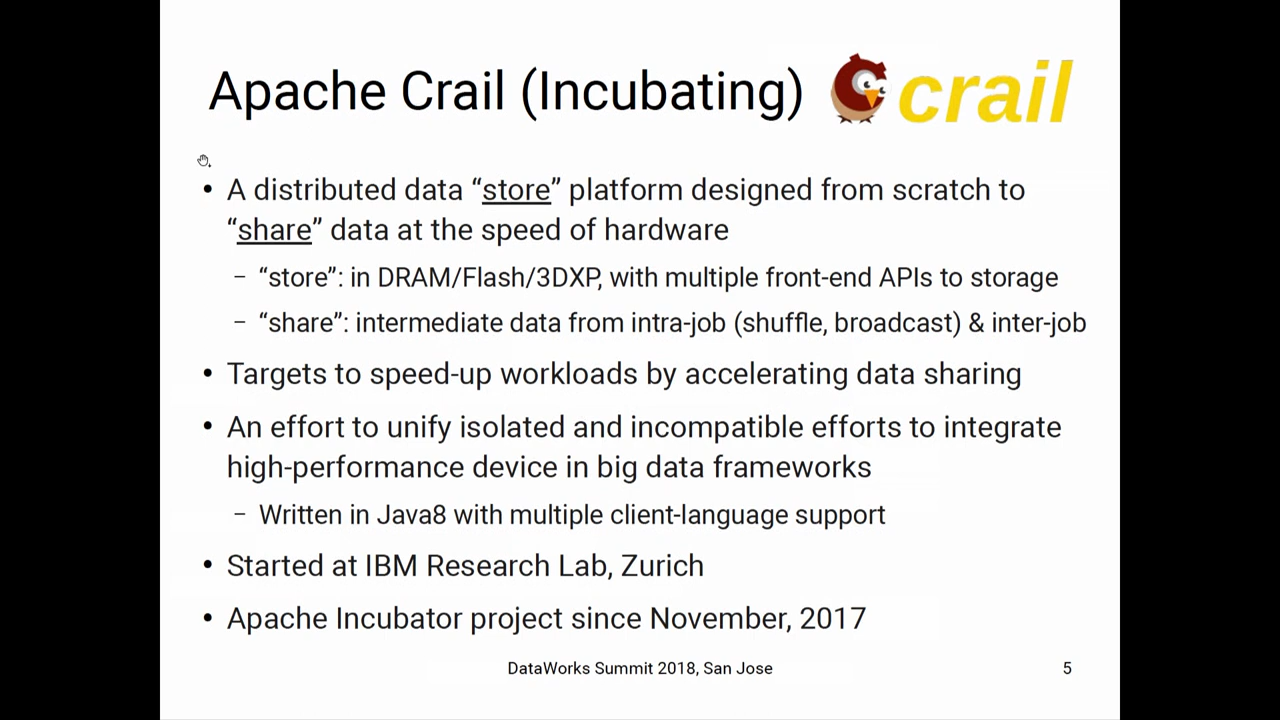 Apache Crail (Incubating)
crail
• A distributed data “store” platform designed from scratch to
“share” data at the speed of hardware
– “store”: in DRAM/Flash/3DXP, with multiple front-end APIs to storage
– “share”: intermediate data from intra-job (shuffle, broadcast) & inter-job
• Targets to speed-up workloads by accelerating data sharing
• An effort to unify isolated and incompatible efforts to integrate
high-performance device in big data frameworks
– Written in Java8 with multiple client-language support
• Started at IBM Research Lab, Zurich
• Apache Incubator project since November, 2017
DataWorks Summit 2018, San Jose
5